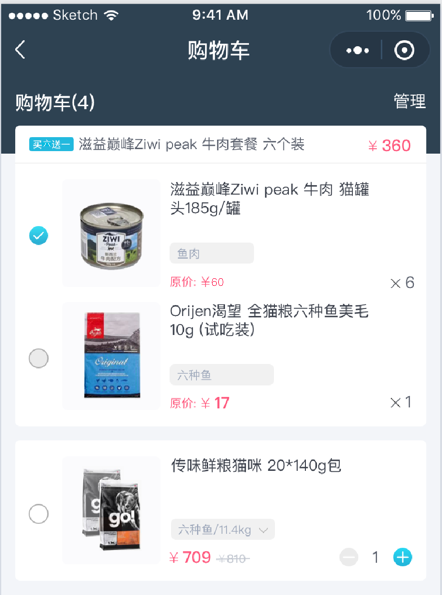 Sketch 9:41 AM 100%
购物车
购物车(4) 管理
买六送一 滋益巅峰Ziwi peak 牛肉套餐 六个装 ￥360
滋益巅峰Ziwi peak 牛肉 猫罐
头185g/罐
ZIWI
Peak
鱼肉
原价: ￥60 ×6
Orijen渴望 全猫粮六种鱼美毛
10g (试吃装)
Original
六种鱼
原价: ￥17 ×1
传味鲜粮猫咪 20*140g包
go!
六种鱼/11.4kg
￥709 ￥810 1